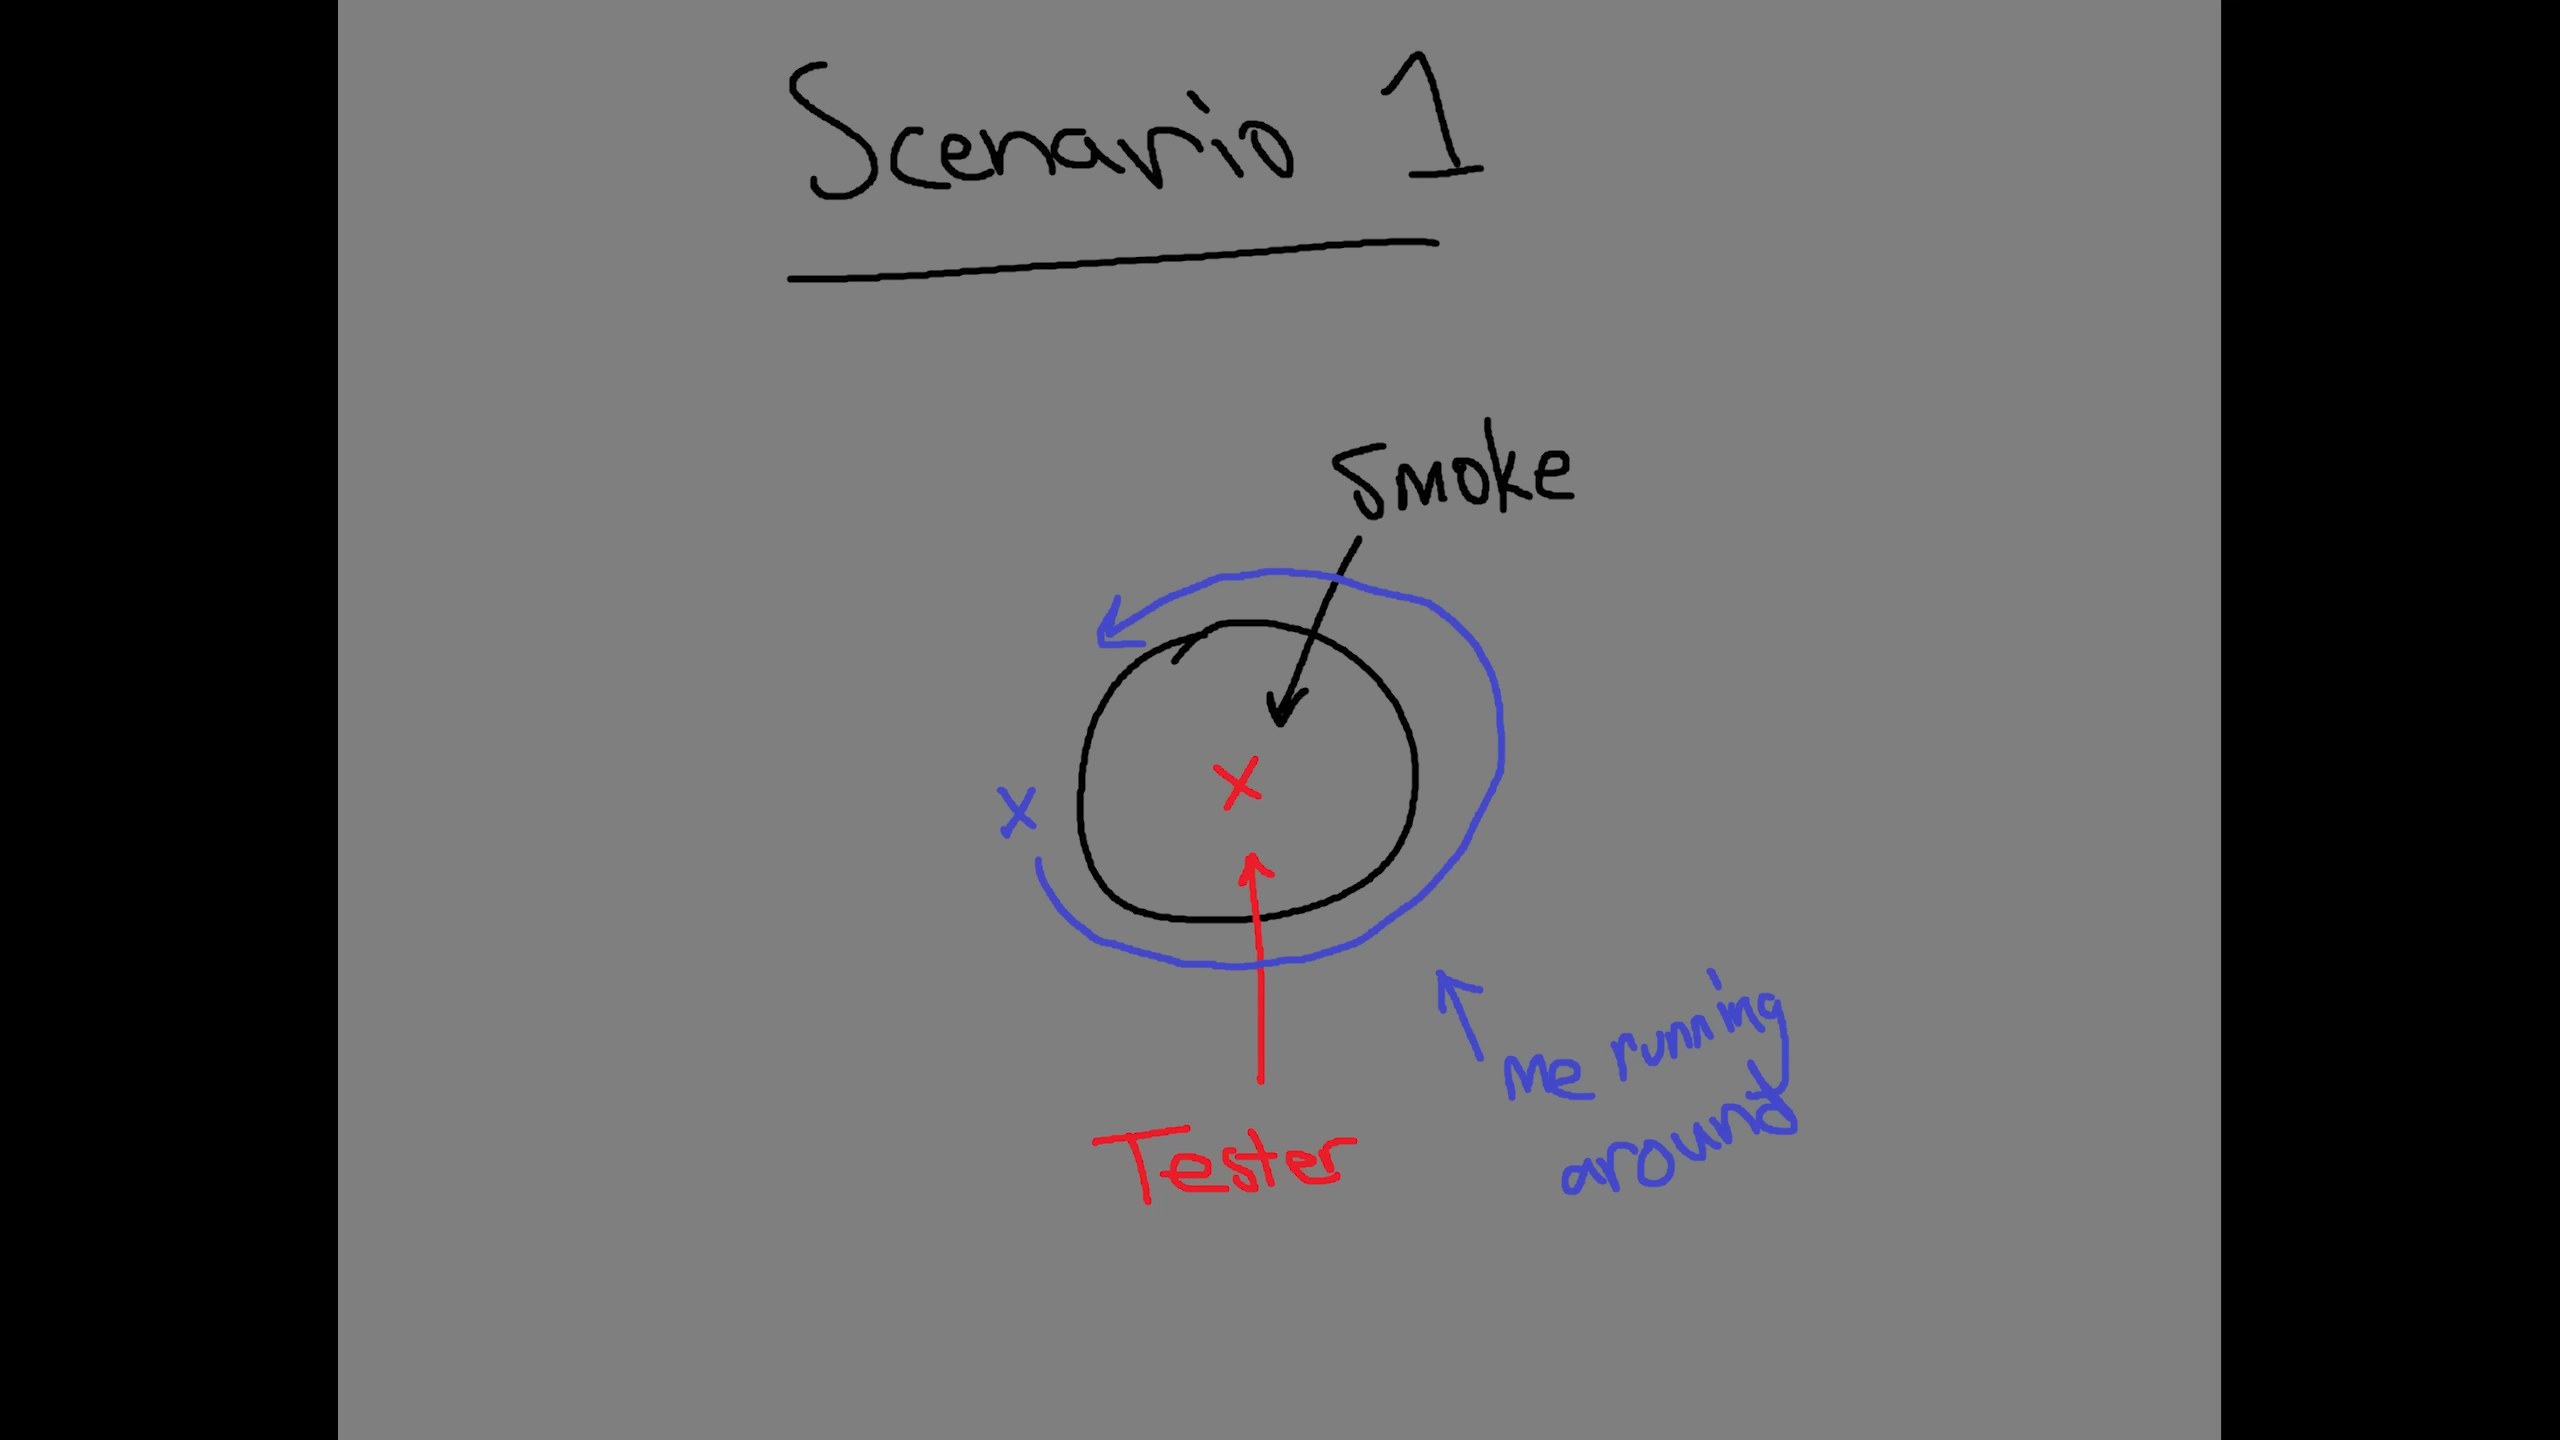 Scenario 1
Smoke
x
x
me running
around
Tester